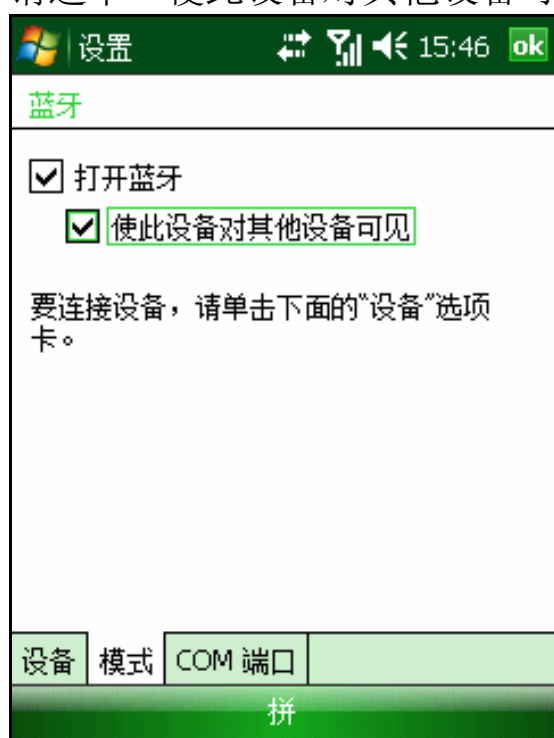 设置 15:46 ok
蓝牙
打开蓝牙
使此设备对其他设备可见
要连接设备，请单击下面的“设备”选项
卡。
设备 模式 COM 端口
拼